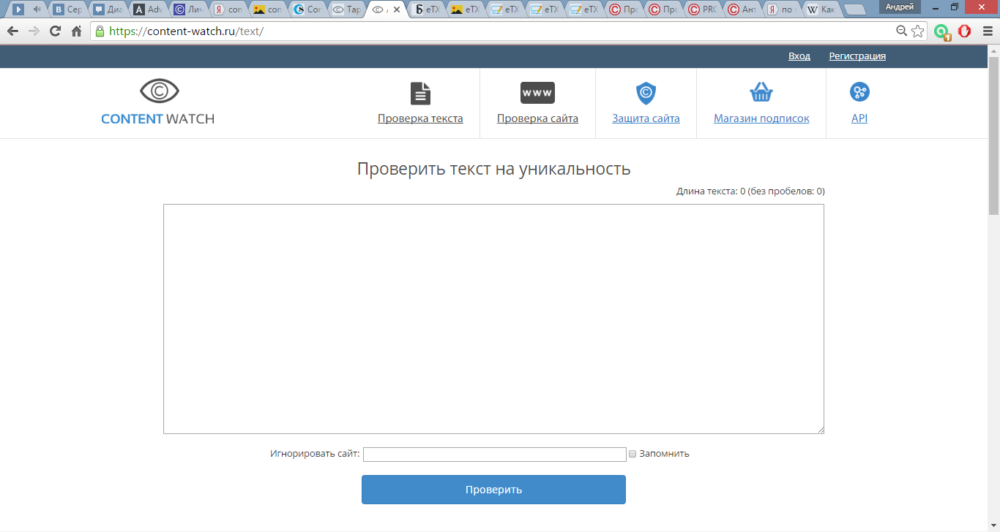 Сер Диа Adv Лич con con Con Тар eTX eTX eTX eTX eTX Про Про PRO Ант по Как Андрей
https://content-watch.ru/text/
Вход Регистрация
www
CONTENT WATCH Проверка текста Проверка сайта Защита сайта Магазин подписок API
Проверить текст на уникальность
Длина текста: 0 (без пробелов: 0)
Игнорировать сайт: Запомнить
Проверить